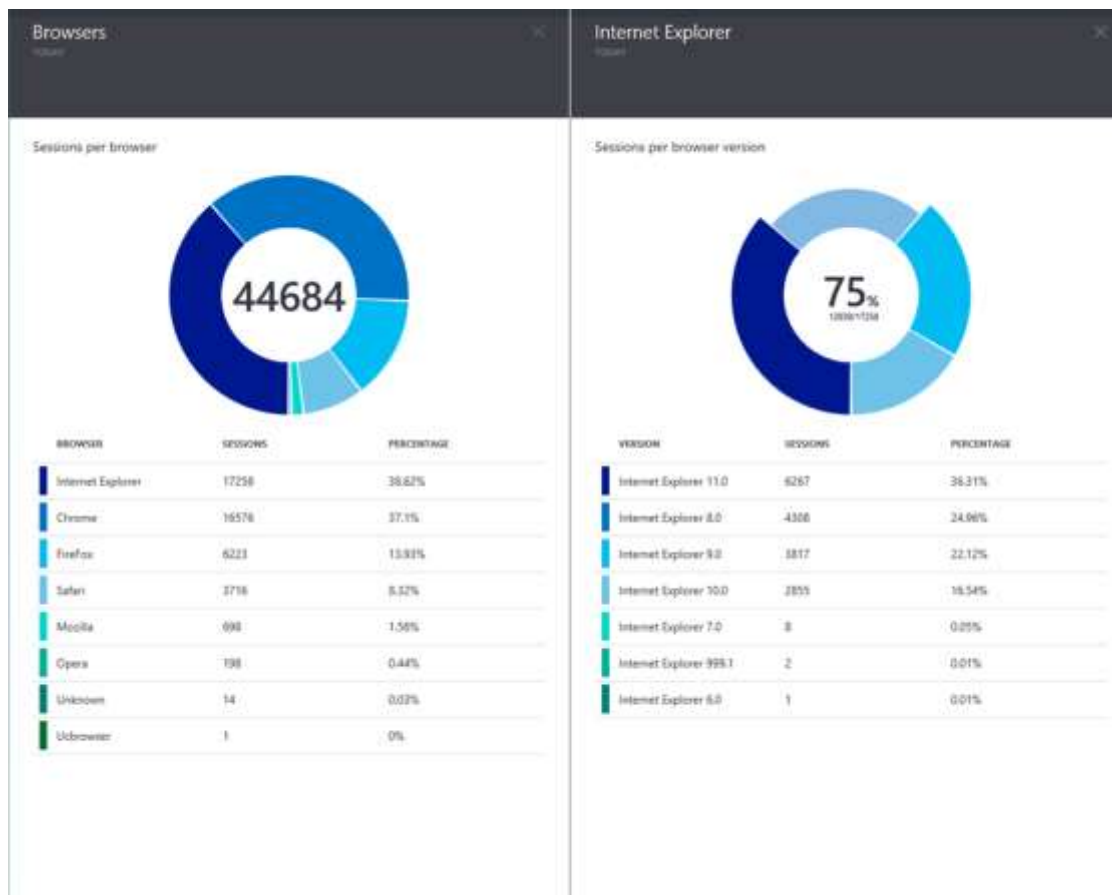 Browsers
Sessions per browser
44684
BROWSER SESSIONS PERCENTAGE
Internet Explorer 17258 38.62%
Chrome 16576 37.1%
FireFox 6223 13.93%
Safari 3716 8.32%
Mozilla 698 1.56%
Opera 198 0.44%
Unknown 14 0.03%
Ucbrowser 1 0%
Internet Explorer
Sessions per browser version
75%
VERSION SESSIONS PERCENTAGE
Internet Explorer 11.0 6267 36.31%
Internet Explorer 8.0 4308 24.96%
Internet Explorer 9.0 3817 22.12%
Internet Explorer 10.0 2855 16.54%
Internet Explorer 7.0 8 0.05%
Internet Explorer 999.1 2 0.01%
Internet Explorer 6.0 1 0.01%